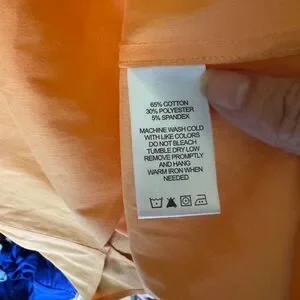 65% COTTON
30% POLYESTER
5% SPANDEX
MACHINE WASH COLD
WITH LIKE COLORS
DO NOT BLEACH
TUMBLE DRY LOW
REMOVE PROMPTLY
AND HANG
WARM IRON WHEN
NEEDED